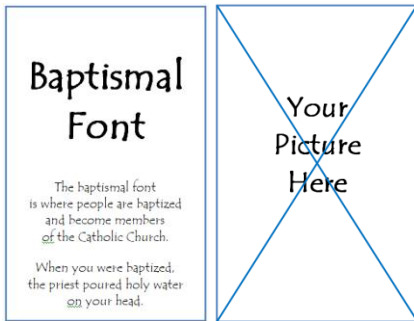 Baptismal
Font
The baptismal font
is where people are baptized
and become members
of the Catholic Church.
When you were baptized,
the priest poured holy water
on your head.
Your
Picture
Here